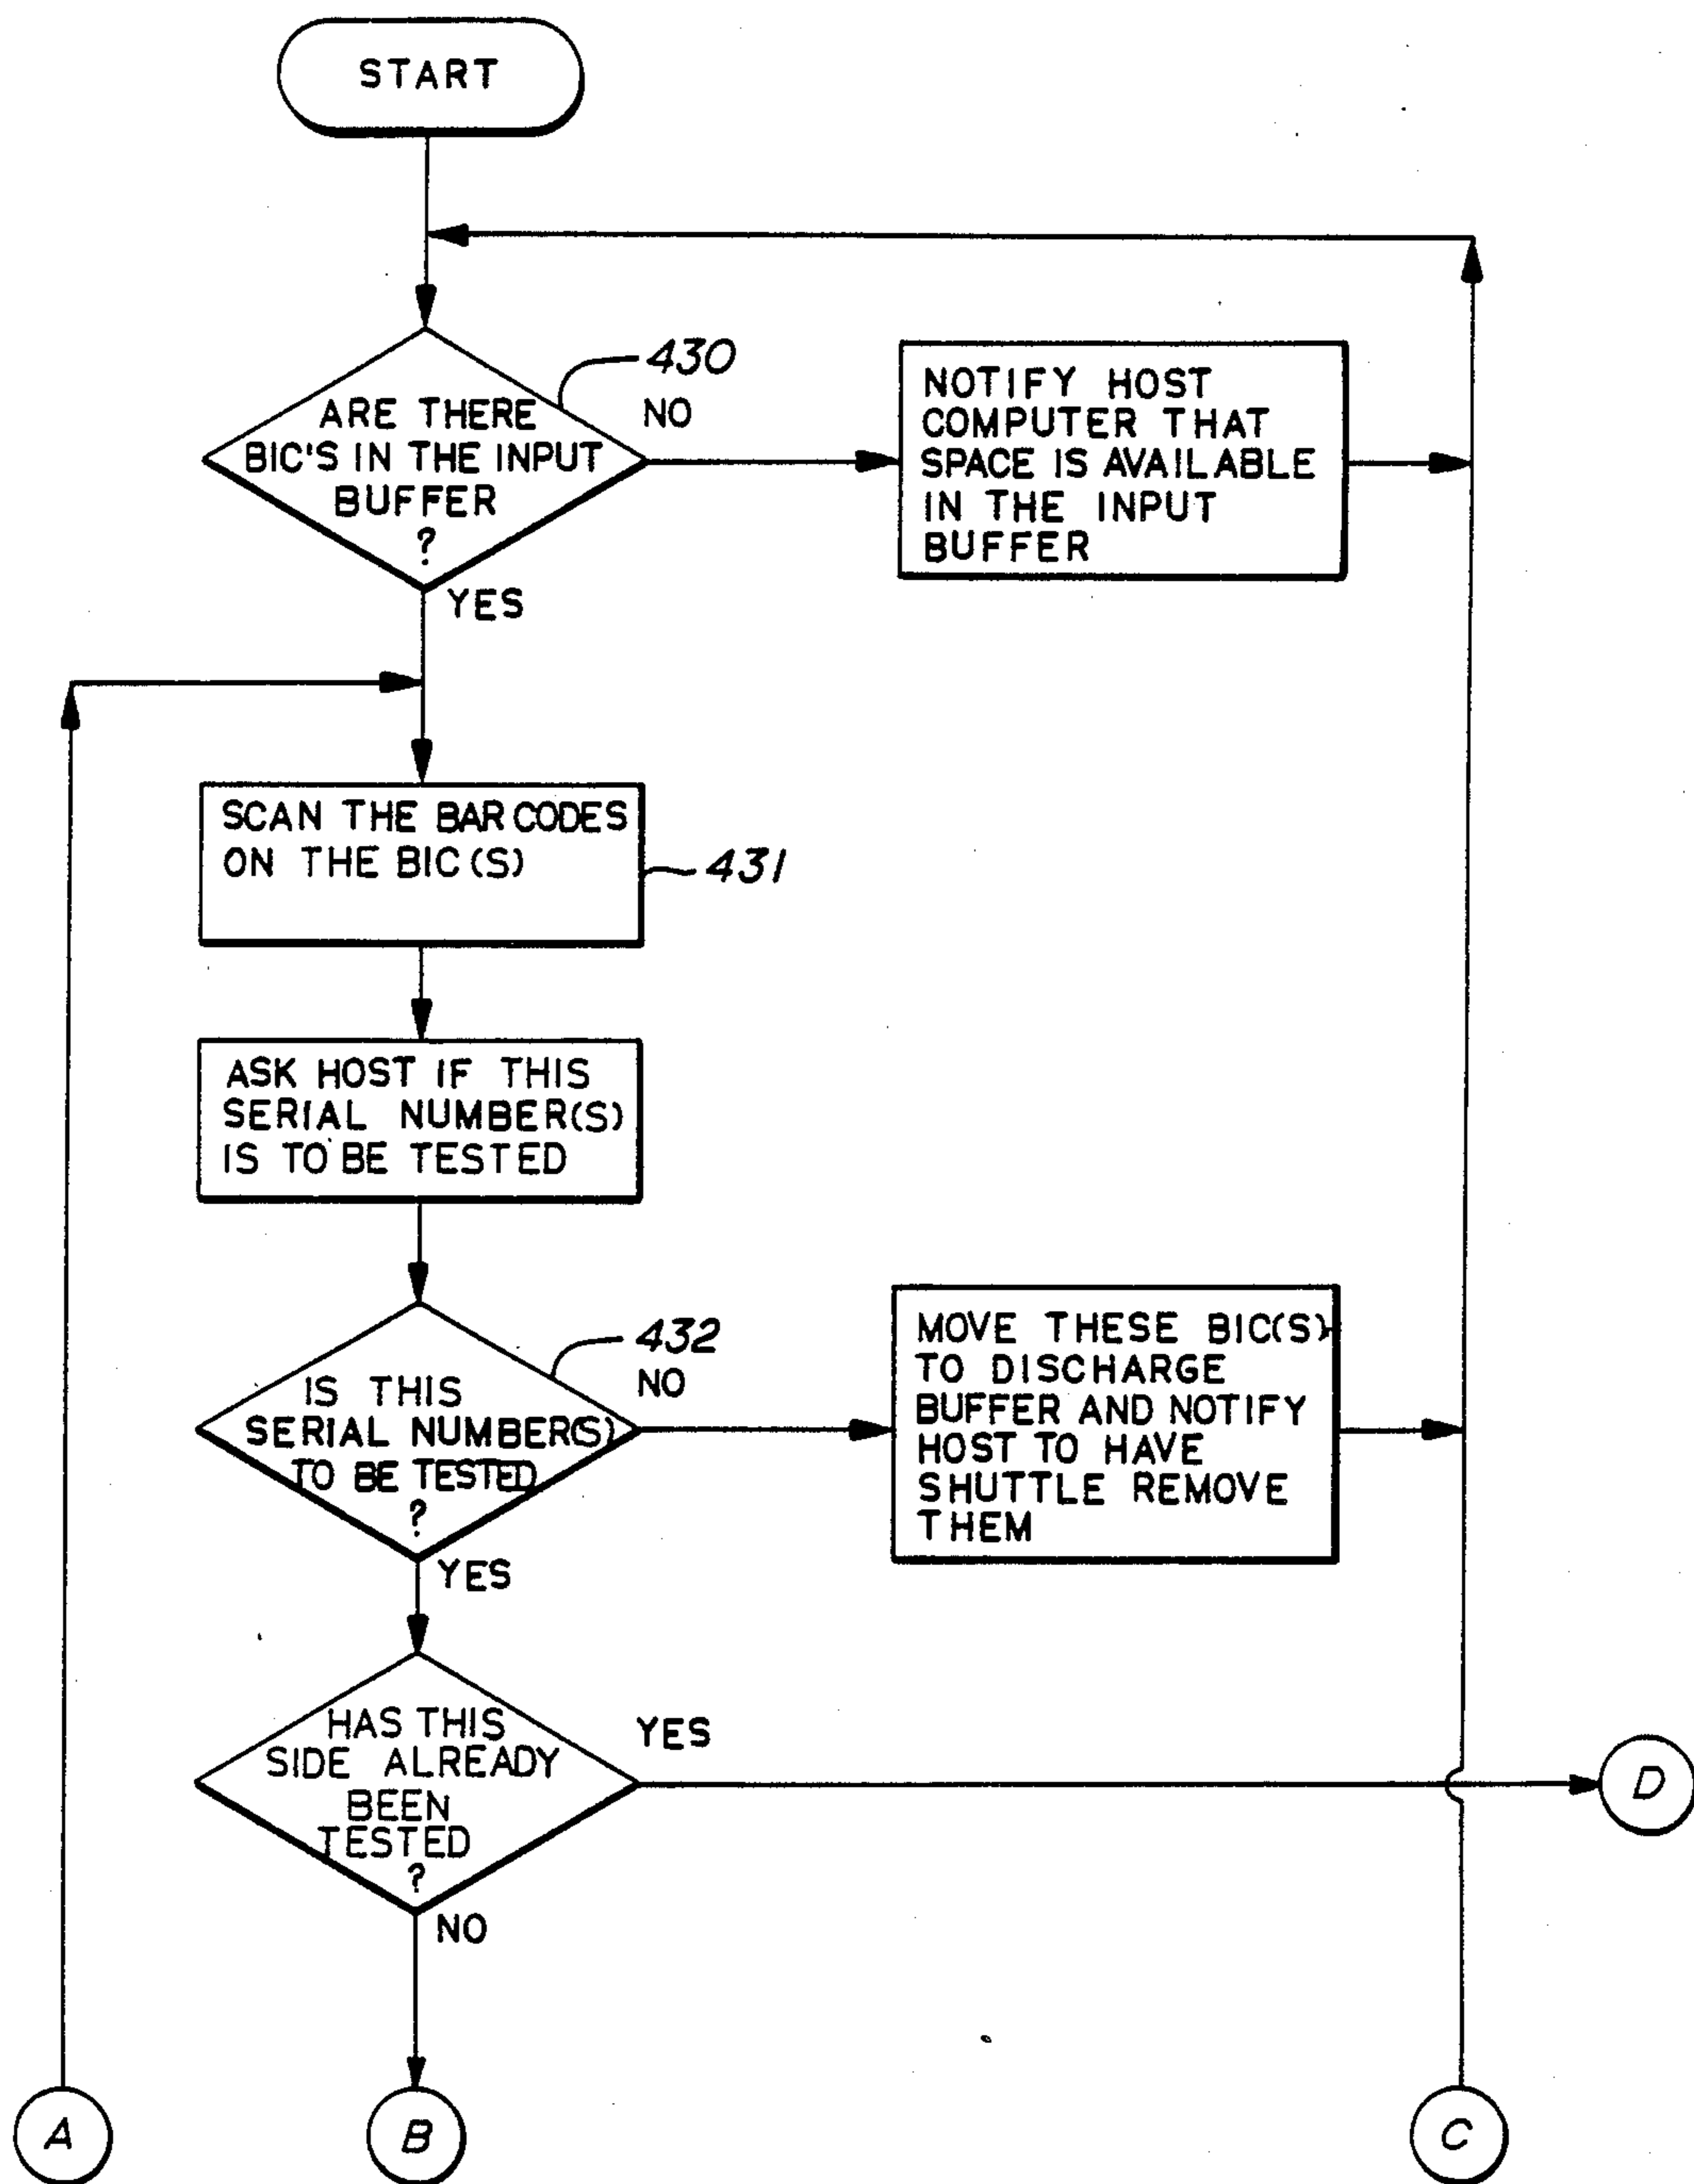 START
430
ARE THERE
BIC'S IN THE INPUT
BUFFER
?
NO
YES
NOTIFY HOST
COMPUTER THAT
SPACE IS AVAILABLE
IN THE INPUT
BUFFER
SCAN THE BAR CODES
ON THE BIC(S)
431
ASK HOST IF THIS
SERIAL NUMBER(S)
IS TO BE TESTED
432
IS THIS
SERIAL NUMBER(S)
TO BE TESTED
?
NO
YES
MOVE THESE BIC(S)
TO DISCHARGE
BUFFER AND NOTIFY
HOST TO HAVE
SHUTTLE REMOVE
THEM
HAS THIS
SIDE ALREADY
BEEN
TESTED
?
YES
NO
D
A
B
C